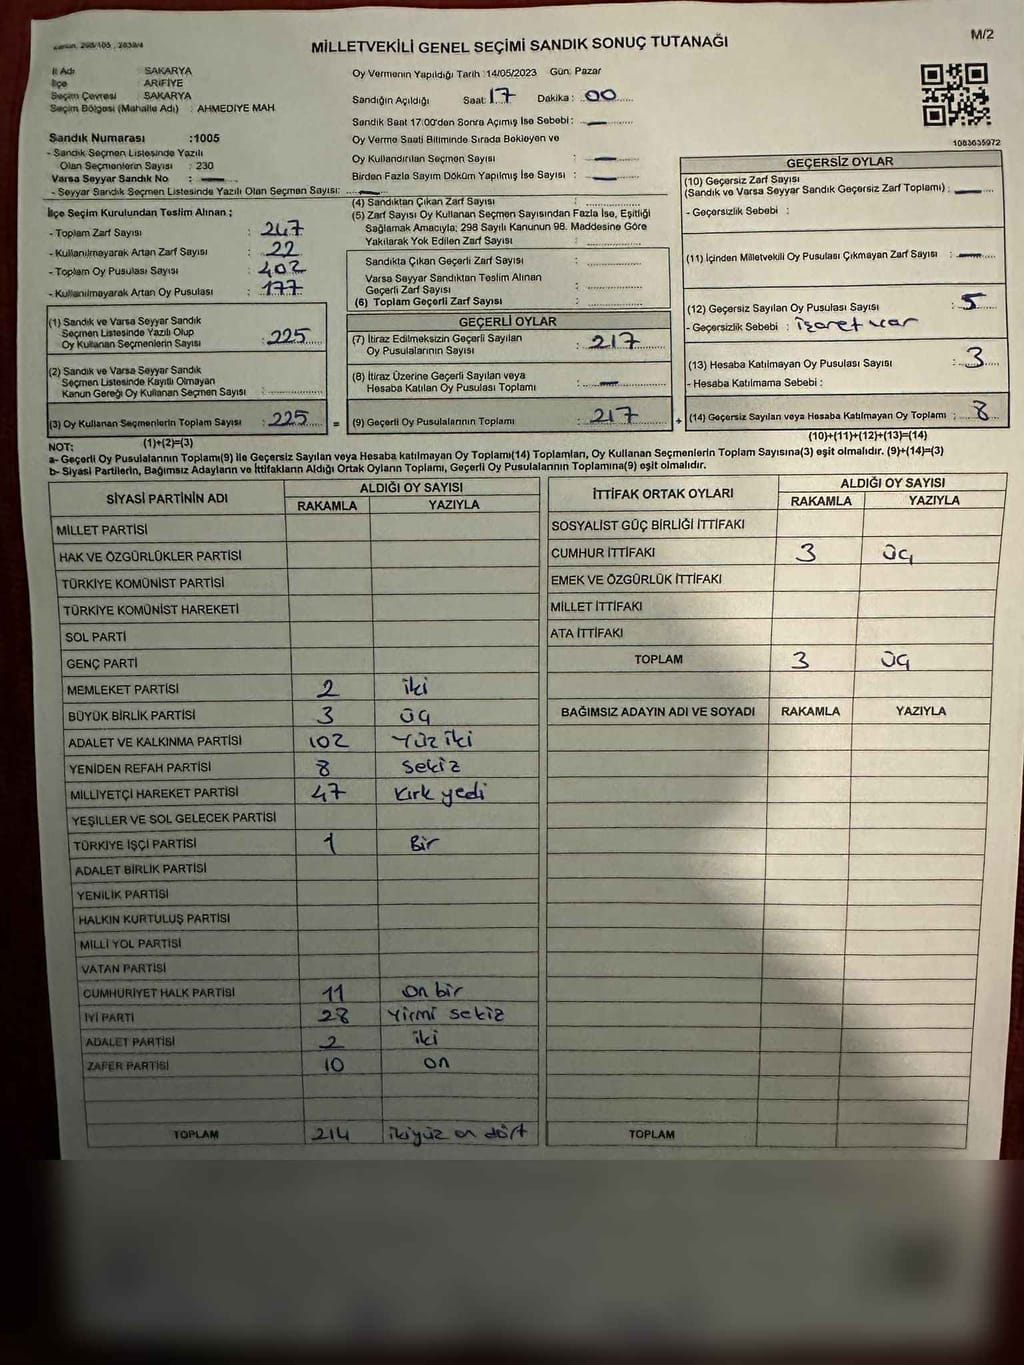 MİLLETVEKİLİ GENEL SEÇİMİ SANDIK SONUÇ TUTANAĞI
M/2
İl Adı SAKARYA
İlçe ARİFİYE
Seçim Çevresi SAKARYA
Seçim Bölgesi (Mahalle Adı) : AHMEDİYE MAH.
Oy Vermenin Yapıldığı Tarih :14/05/2023 Gün: Pazar
Sandığın Açıldığı Saat: 17 Dakika : 00
Sandık Saat 17:00'den Sonra Açılmış İse Sebebi : —
Oy Verme Saati Bitiminde Sırada Bekleyen ve
Oy Kullandırılan Seçmen Sayısı : —
Birden Fazla Sayım Döküm Yapılmış İse Sayısı : —
1083635972
Sandık Numarası :1005
- Sandık Seçmen Listesinde Yazılı
Olan Seçmenlerin Sayısı : 230
Varsa Seyyar Sandık No : —
- Seyyar Sandık Seçmen Listesinde Yazılı Olan Seçmen Sayısı: —
İlçe Seçim Kurulundan Teslim Alınan ;
- Toplam Zarf Sayısı : 247
- Kullanılmayarak Artan Zarf Sayısı : 22
- Toplam Oy Pusulası Sayısı : 402
- Kullanılmayarak Artan Oy Pusulası : 177
(1) Sandık ve Varsa Seyyar Sandık
Seçmen Listesinde Yazılı Olup
Oy Kullanan Seçmenlerin Sayısı : 225
(2) Sandık ve Varsa Seyyar Sandık
Seçmen Listesinde Kayıtlı Olmayan
Kanun Gereği Oy Kullanan Seçmen Sayısı :
(3) Oy Kullanan Seçmenlerin Toplam Sayısı : 225
(1)+(2)=(3)
(4) Sandıktan Çıkan Zarf Sayısı :
(5) Zarf Sayısı Oy Kullanan Seçmen Sayısından Fazla İse, Eşitliği
Sağlamak Amacıyla; 298 Sayılı Kanunun 98. Maddesine Göre
Yakılarak Yok Edilen Zarf Sayısı :
Sandıkta Çıkan Geçerli Zarf Sayısı :
Varsa Seyyar Sandıktan Teslim Alınan
Geçerli Zarf Sayısı :
(6) Toplam Geçerli Zarf Sayısı :
GEÇERLİ OYLAR
(7) İtiraz Edilmeksizin Geçerli Sayılan
Oy Pusulalarının Sayısı : 217
(8) İtiraz Üzerine Geçerli Sayılan veya
Hesaba Katılan Oy Pusulası Toplamı : —
= (9) Geçerli Oy Pusulalarının Toplamı : 217 +
GEÇERSİZ OYLAR
(10) Geçersiz Zarf Sayısı
(Sandık ve Varsa Seyyar Sandık Geçersiz Zarf Toplamı) : —
- Geçersizlik Sebebi :
(11) İçinden Milletvekili Oy Pusulası Çıkmayan Zarf Sayısı : —
(12) Geçersiz Sayılan Oy Pusulası Sayısı : 5
- Geçersizlik Sebebi : işaret var
(13) Hesaba Katılmayan Oy Pusulası Sayısı : 3
- Hesaba Katılmama Sebebi :
(14) Geçersiz Sayılan veya Hesaba Katılmayan Oy Toplamı : 8
(10)+(11)+(12)+(13)=(14)
NOT:
a- Geçerli Oy Pusulalarının Toplamı(9) ile Geçersiz Sayılan veya Hesaba katılmayan Oy Toplamı(14) Toplamları, Oy Kullanan Seçmenlerin Toplam Sayısına(3) eşit olmalıdır. (9)+(14)=(3)
b- Siyasi Partilerin, Bağımsız Adayların ve İttifakların Aldığı Ortak Oyların Toplamı, Geçerli Oy Pusulalarının Toplamına(9) eşit olmalıdır.
SİYASİ PARTİNİN ADI ALDIĞI OY SAYISI
RAKAMLA YAZIYLA
MİLLET PARTİSİ
HAK VE ÖZGÜRLÜKLER PARTİSİ
TÜRKİYE KOMÜNİST PARTİSİ
TÜRKİYE KOMÜNİST HAREKETİ
SOL PARTİ
GENÇ PARTİ
MEMLEKET PARTİSİ 2 iki
BÜYÜK BİRLİK PARTİSİ 3 üç
ADALET VE KALKINMA PARTİSİ 102 Yüz iki
YENİDEN REFAH PARTİSİ 8 sekiz
MİLLİYETÇİ HAREKET PARTİSİ 47 kırk yedi
YEŞİLLER VE SOL GELECEK PARTİSİ
TÜRKİYE İŞÇİ PARTİSİ 1 Bir
ADALET BİRLİK PARTİSİ
YENİLİK PARTİSİ
HALKIN KURTULUŞ PARTİSİ
MİLLİ YOL PARTİSİ
VATAN PARTİSİ
CUMHURİYET HALK PARTİSİ 11 on bir
İYİ PARTİ 28 Yirmi sekiz
ADALET PARTİSİ 2 iki
ZAFER PARTİSİ 10 on
TOPLAM 214 ikiyüz on dört
İTTİFAK ORTAK OYLARI ALDIĞI OY SAYISI
RAKAMLA YAZIYLA
SOSYALİST GÜÇ BİRLİĞİ İTTİFAKI
CUMHUR İTTİFAKI 3 üç
EMEK VE ÖZGÜRLÜK İTTİFAKI
MİLLET İTTİFAKI
ATA İTTİFAKI
TOPLAM 3 üç
BAĞIMSIZ ADAYIN ADI VE SOYADI RAKAMLA YAZIYLA
TOPLAM